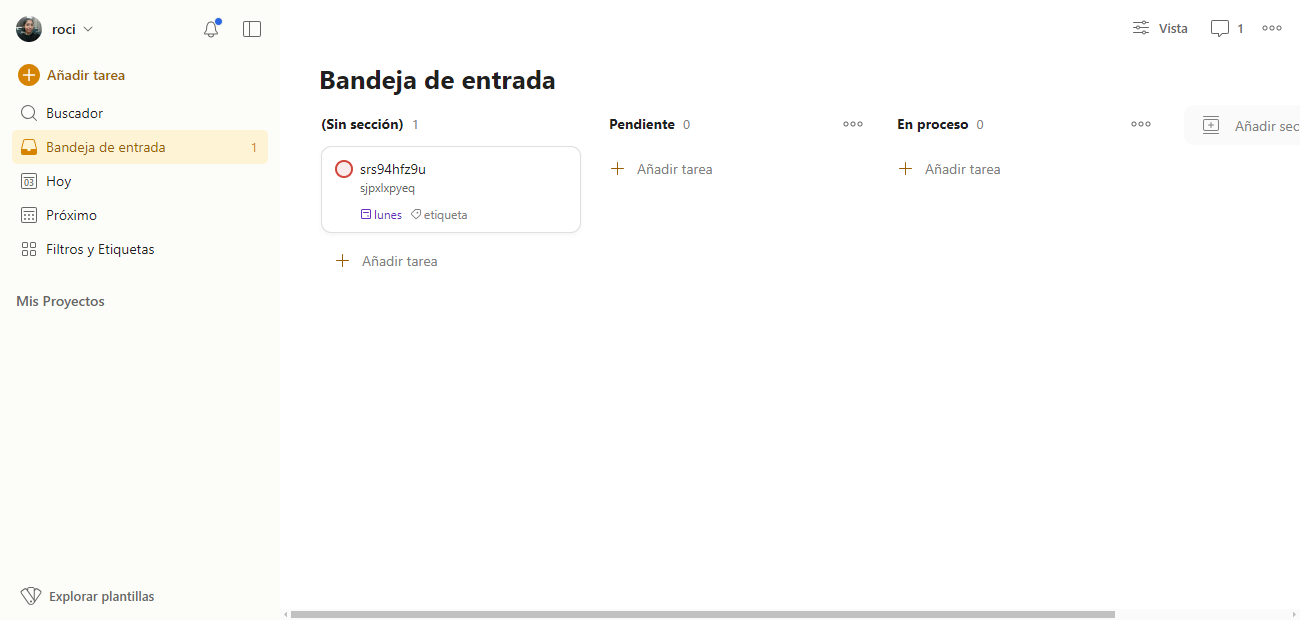 roci
Añadir tarea
Buscador
Bandeja de entrada 1
03 Hoy
Próximo
Filtros y Etiquetas
Mis Proyectos
Explorar plantillas
Vista 1
Bandeja de entrada
(Sin sección) 1
srs94hfz9u
sjpxlxpyeq
lunes etiqueta
Añadir tarea
Pendiente 0
Añadir tarea
En proceso 0
Añadir tarea
Añadir sec